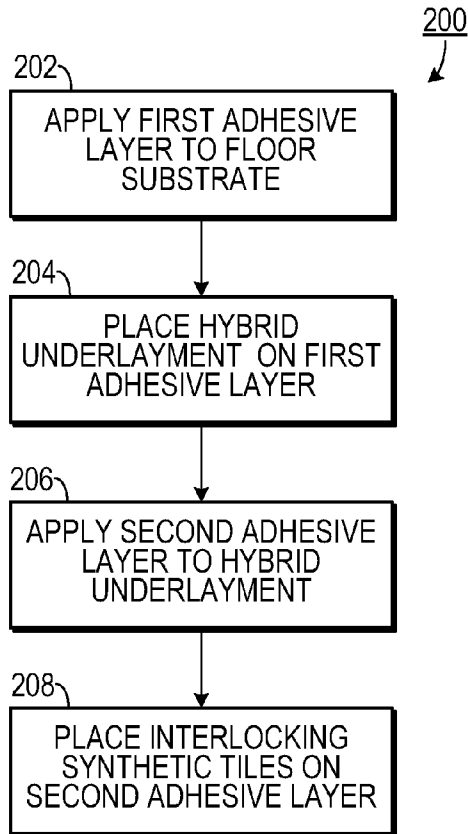 200
202
APPLY FIRST ADHESIVE
LAYER TO FLOOR
SUBSTRATE
204
PLACE HYBRID
UNDERLAYMENT ON FIRST
ADHESIVE LAYER
206
APPLY SECOND ADHESIVE
LAYER TO HYBRID
UNDERLAYMENT
208
PLACE INTERLOCKING
SYNTHETIC TILES ON
SECOND ADHESIVE LAYER